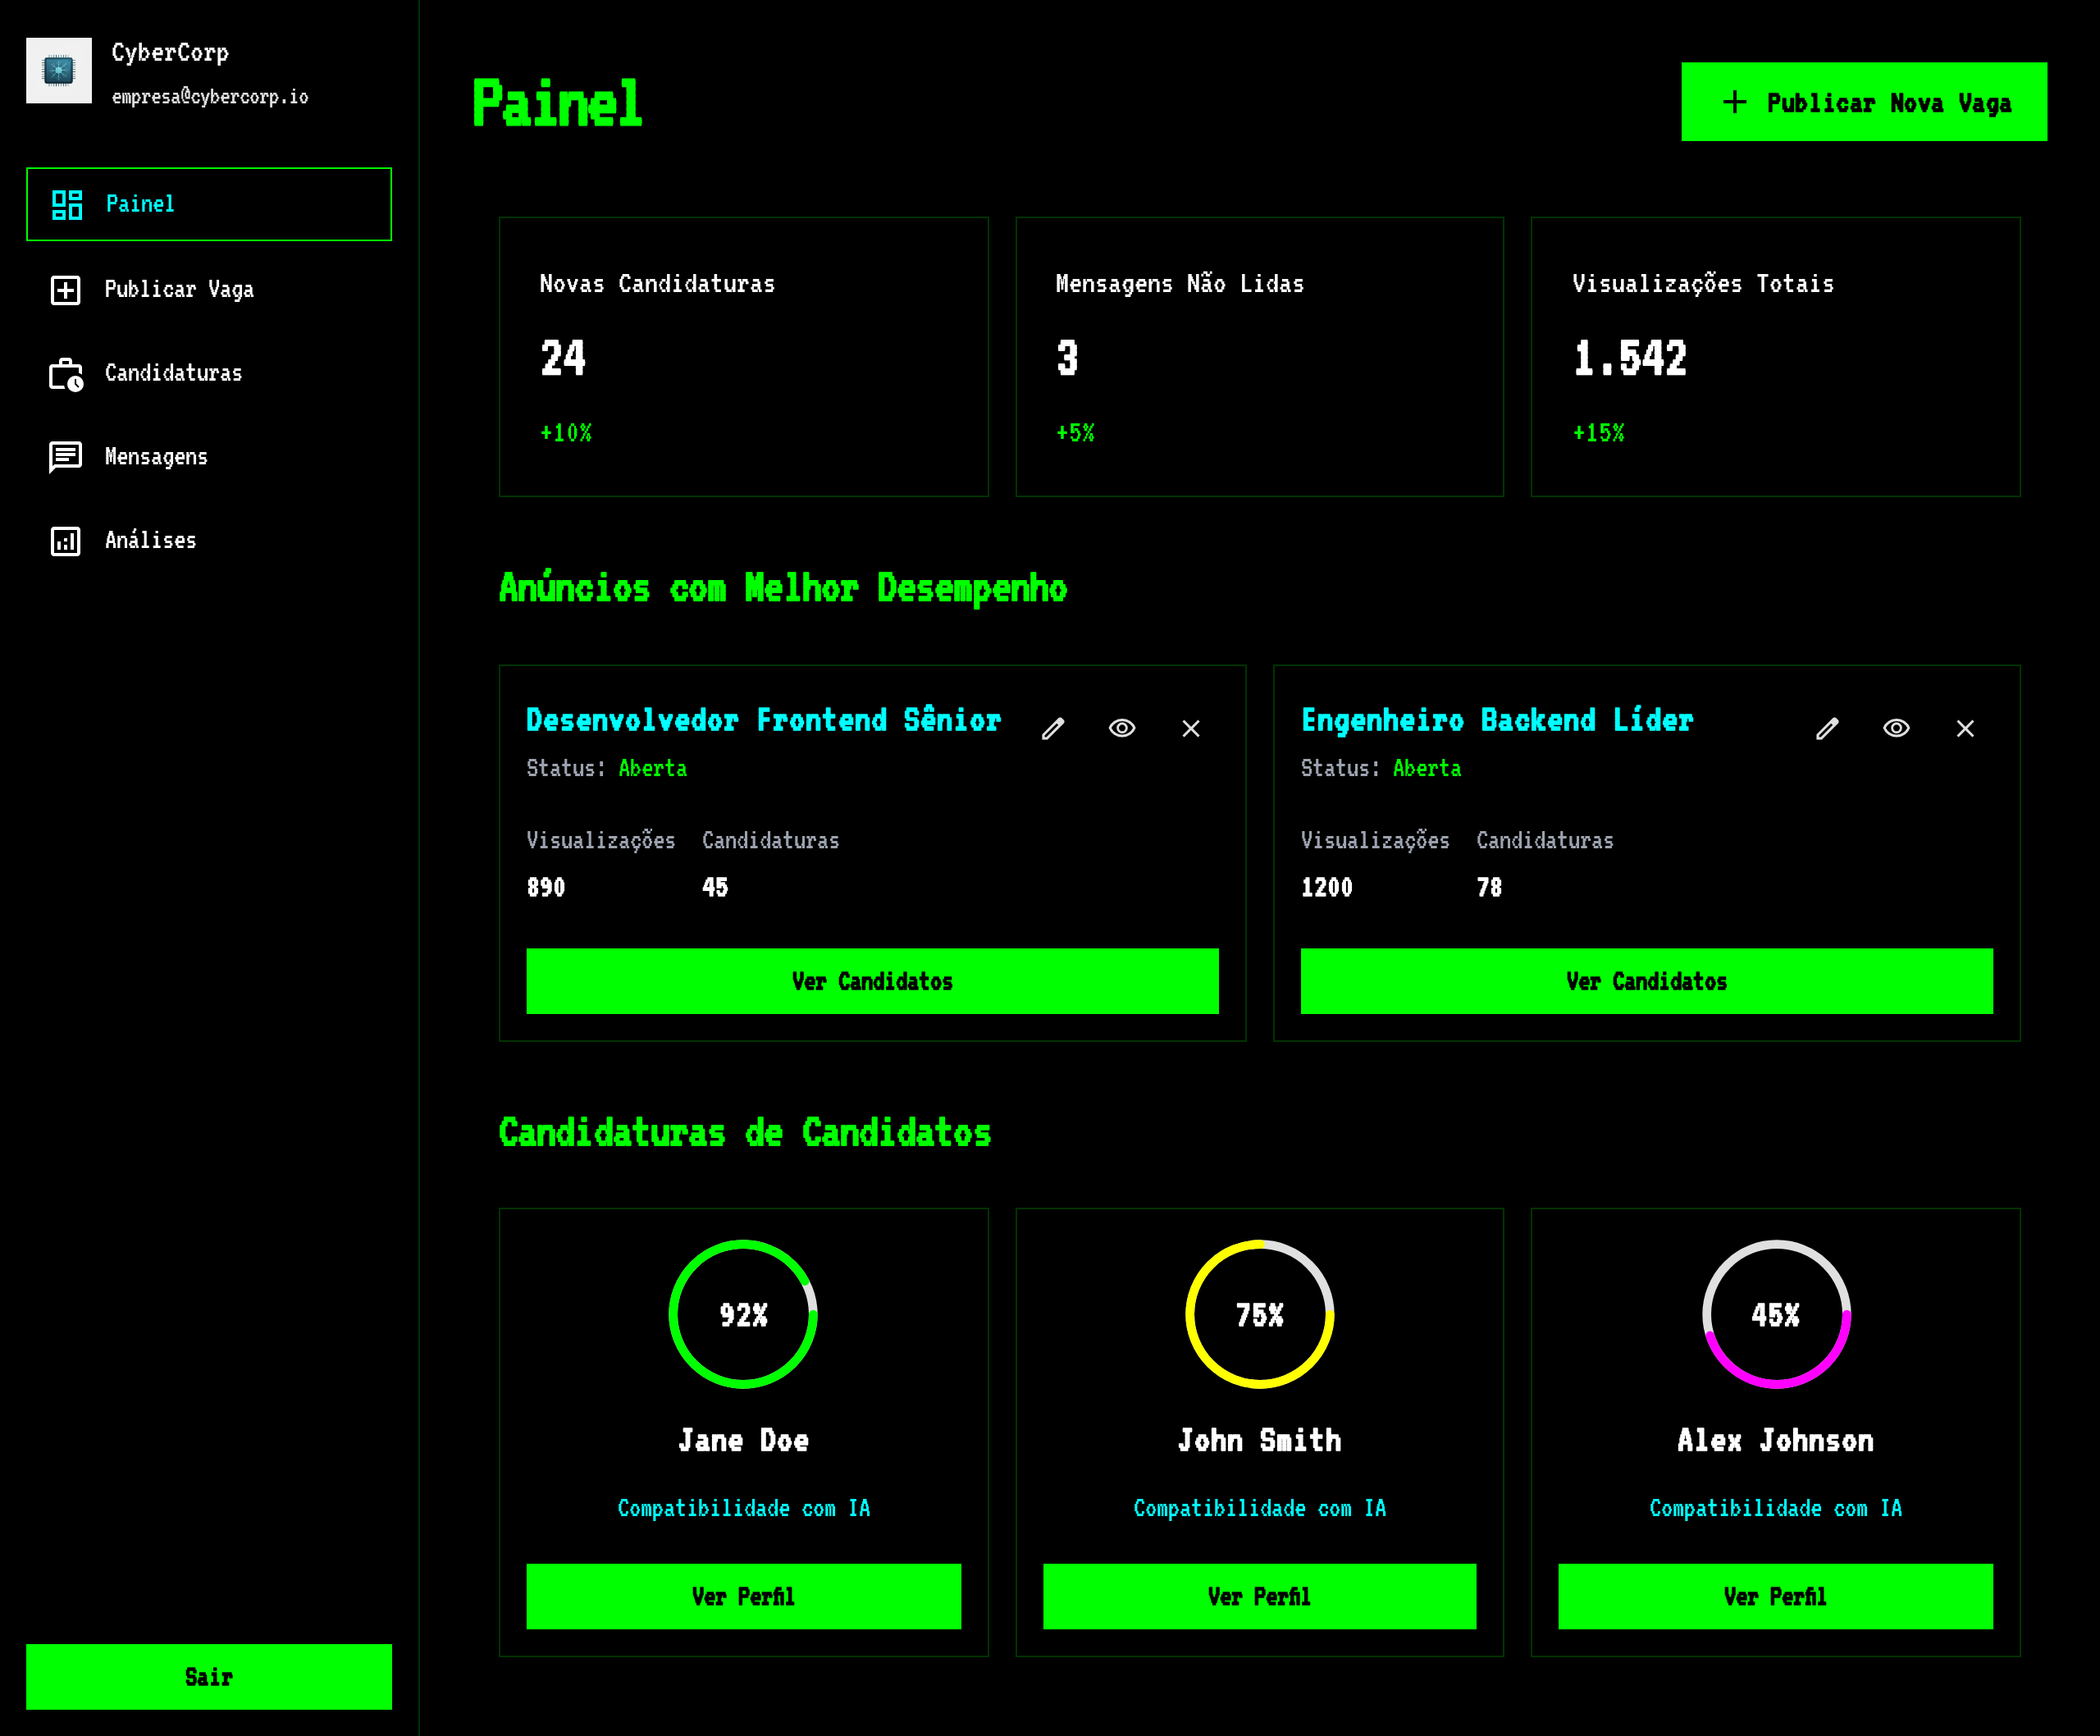 CyberCorp
empresa@cybercorp.io
Painel
Publicar Vaga
Candidaturas
Mensagens
Análises
Sair
Painel
Publicar Nova Vaga
Novas Candidaturas
24
+10%
Mensagens Não Lidas
3
+5%
Visualizações Totais
1.542
+15%
Anúncios com Melhor Desempenho
Desenvolvedor Frontend Sênior
Status: Aberta
Visualizações Candidaturas
890 45
Ver Candidatos
Engenheiro Backend Líder
Status: Aberta
Visualizações Candidaturas
1200 78
Ver Candidatos
Candidaturas de Candidatos
92%
Jane Doe
Compatibilidade com IA
Ver Perfil
75%
John Smith
Compatibilidade com IA
Ver Perfil
45%
Alex Johnson
Compatibilidade com IA
Ver Perfil